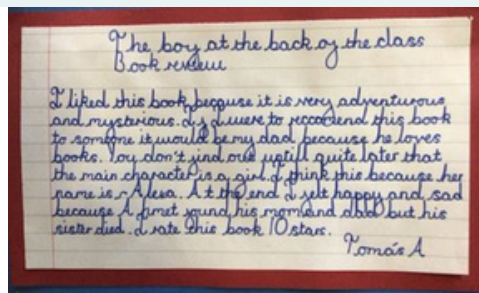 The boy at the back of the class
Book review
I liked this book because it is very adventurous
and mysterious. If I were to reccomend this book
to someone it would be my dad because he loves
books. You don't find out uptill quite later that
the main character is a girl. I think this because her
name is Alexa. At the end I felt happy and sad
because Ahmet found his mom and dad but his
sister died. I rate this book 10 stars.
Tomás A